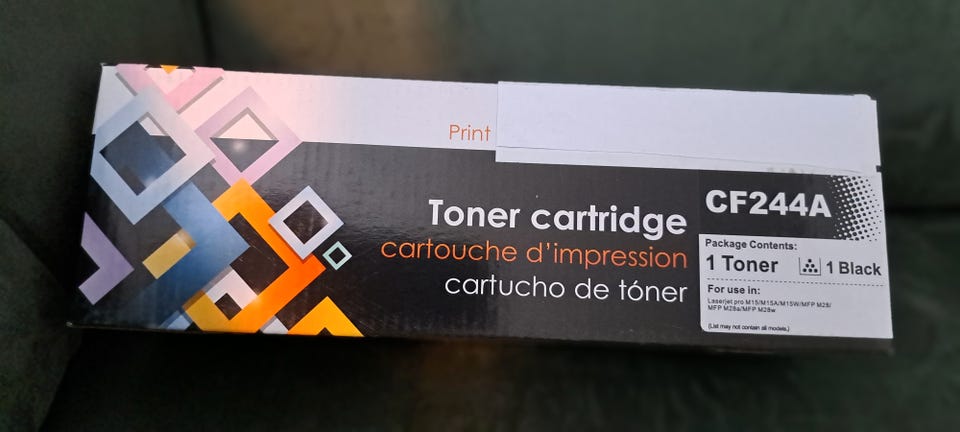 Print
Toner cartridge
cartouche d'impression
cartucho de tóner
CF244A
Package Contents:
1 Toner
1 Black
For use in:
Laserjet pro M15/M15A/M15W/MFP M28/
MFP M28a/MFP M28w
(List may not contain all models.)